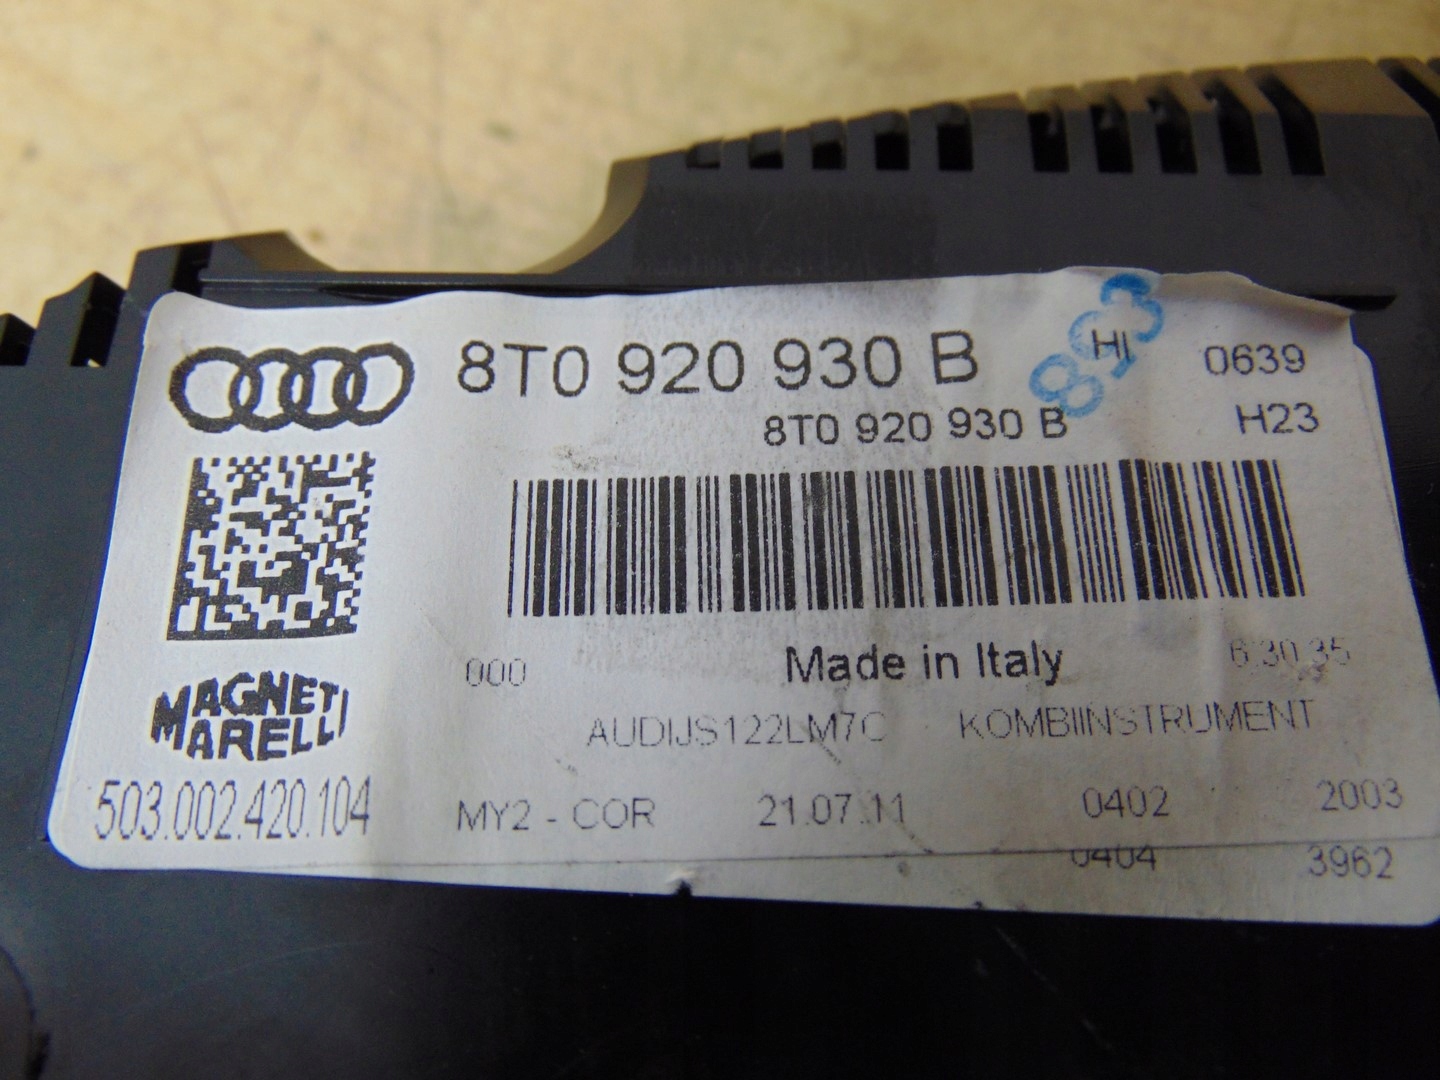 8T0 920 930 B
HI
0639
8T0 920 930 B
H23
000
Made in Italy
6:30:35
MAGNETI
MARELLI
AUDIJS122LM7C KOMBIINSTRUMENT
503.002.420.104
MY2 - COR 21.07.11 0402 2003
0404 3962